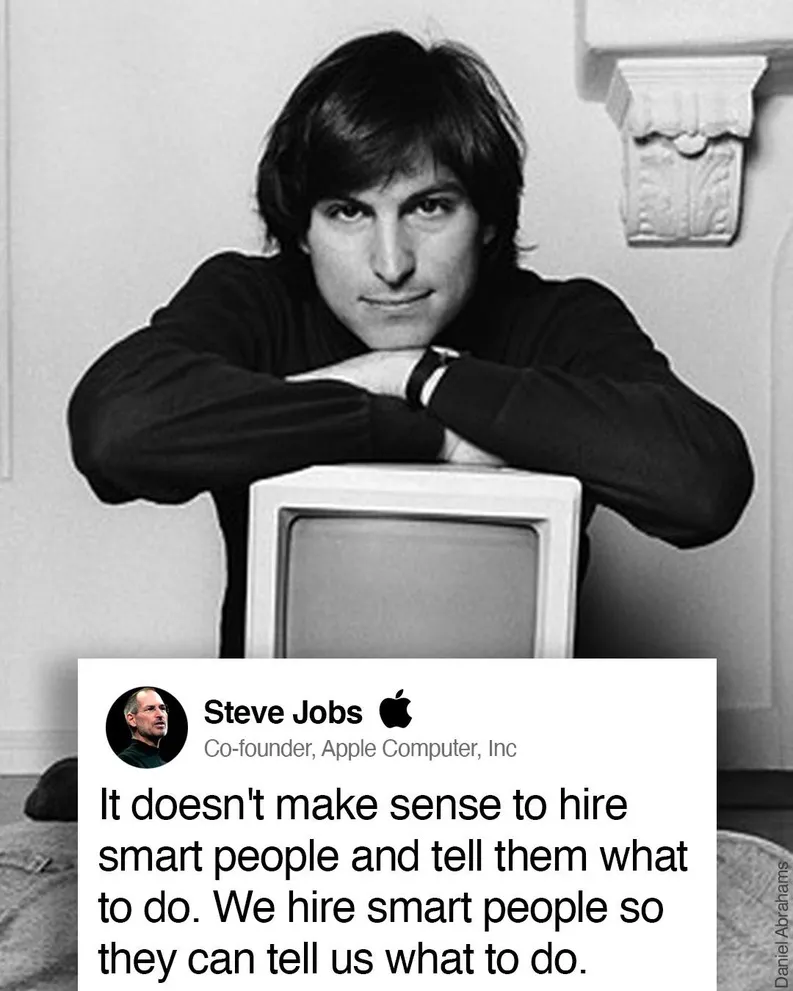 Steve Jobs
Co-founder, Apple Computer, Inc
It doesn't make sense to hire
smart people and tell them what
to do. We hire smart people so
they can tell us what to do.
Daniel Abrahams